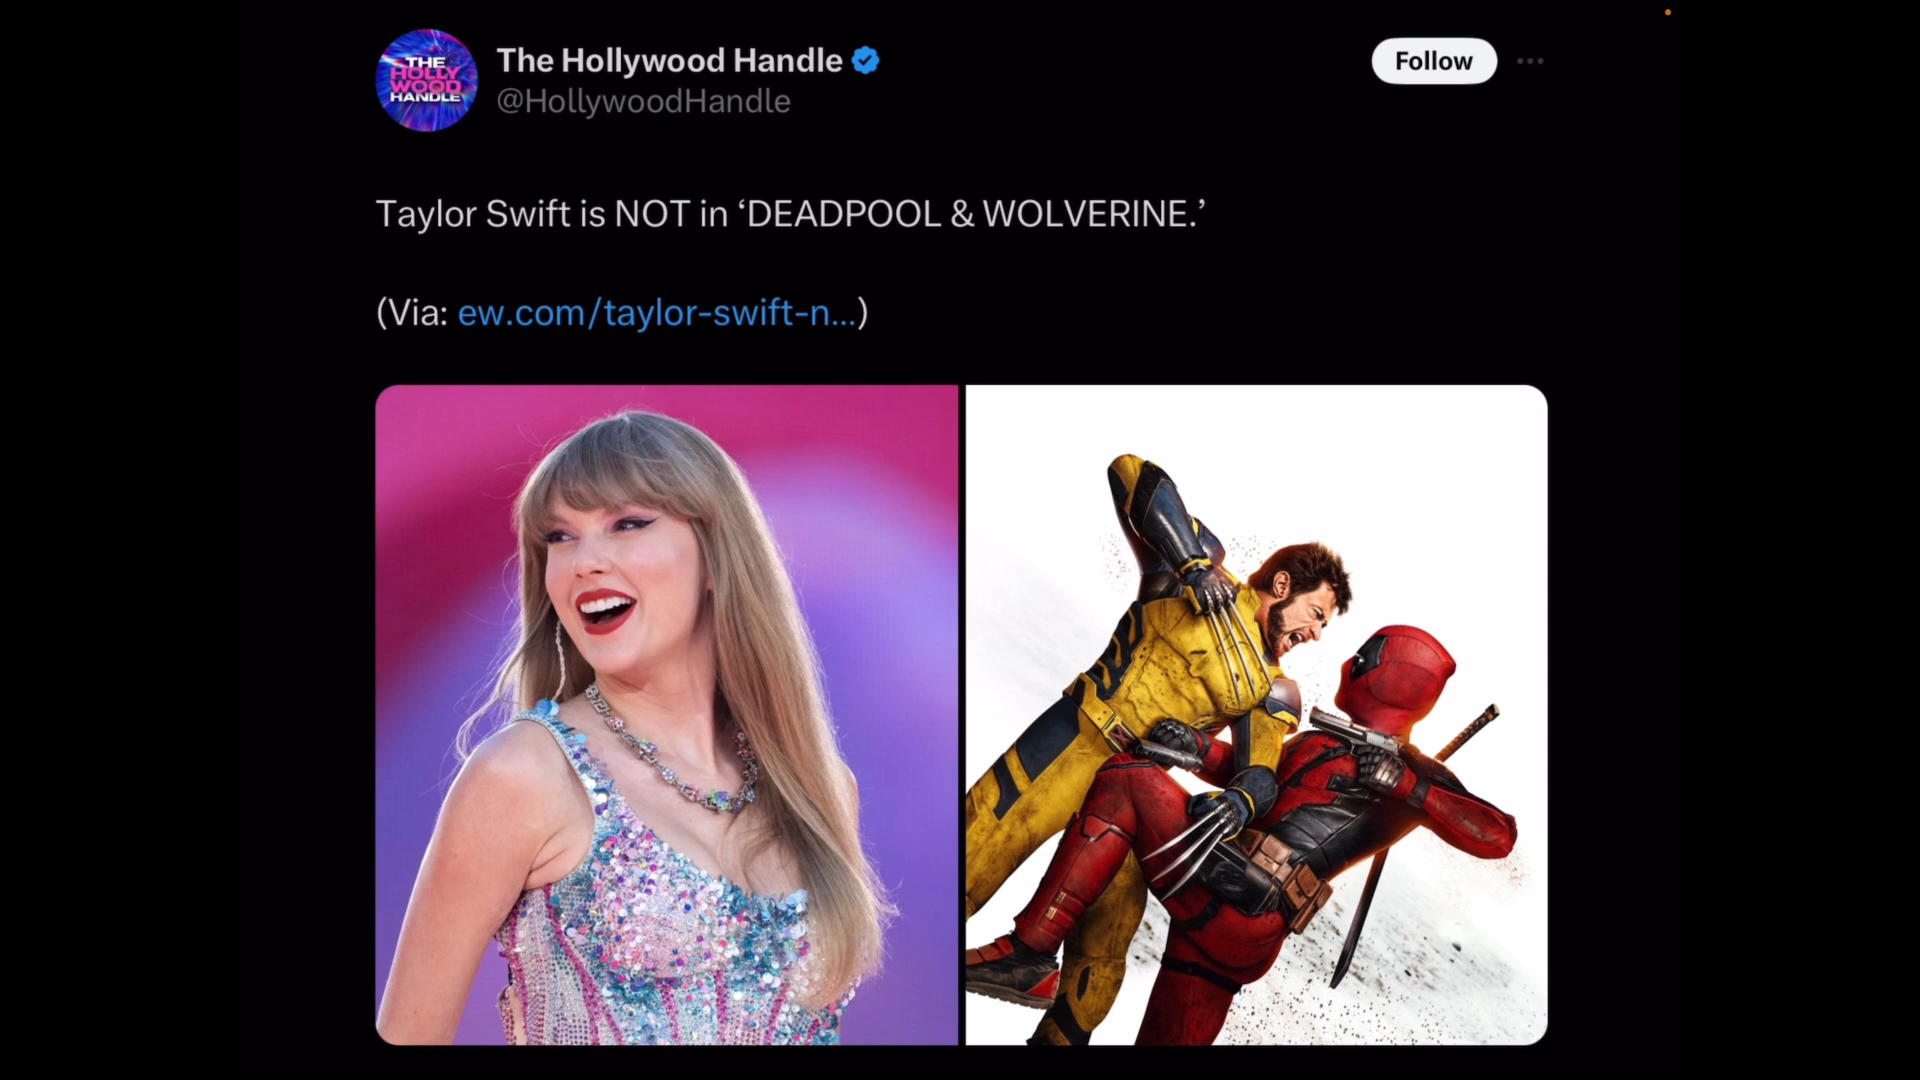 THE
HOLLY
WOOD
HANDLE
The Hollywood Handle
@HollywoodHandle
Follow
Taylor Swift is NOT in ‘DEADPOOL & WOLVERINE.’
(Via: ew.com/taylor-swift-n...)